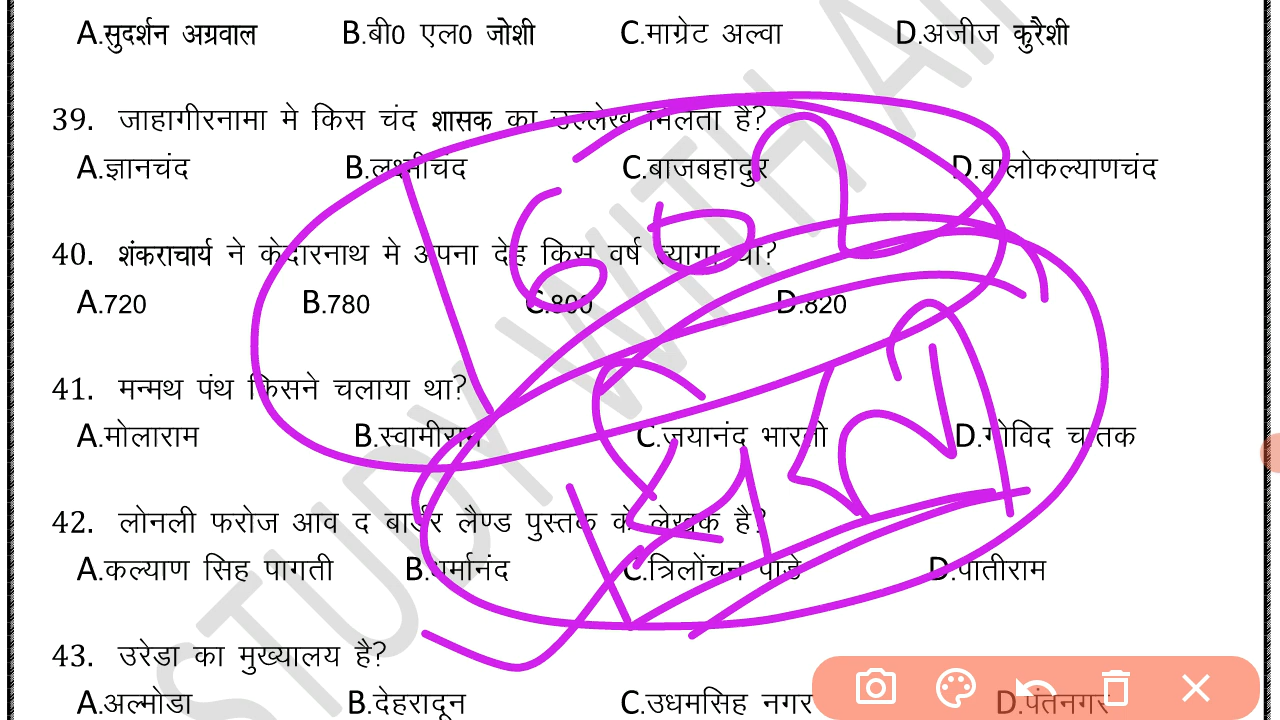 A.सुदर्शन अग्रवाल B.बी0 एल0 जोशी C.माग्रेट अल्वा D.अजीज कुरैशी
39. जाहागीरनामा मे किस चंद शासक का उल्लेख मिलता है?
A.ज्ञानचंद B.लक्ष्मीचंद C.बाजबहादुर D.बालोकल्याणचंद
40. शंकराचार्य ने केदारनाथ मे अपना देह किस वर्ष त्यागा था?
A.720 B.780 C.800 D.820
41. मन्मथ पंथ किसने चलाया था?
A.मोलाराम B.स्वामीराम C.जयानंद भारती D.गोविद चातक
42. लोनली फरोज आव द बार्डर लैण्ड पुस्तक के लेखक है?
A.कल्याण सिह पागती B.धर्मानंद C.त्रिलोंचन पांडे D.पातीराम
43. उरेडा का मुख्यालय है?
A.अल्मोडा B.देहरादून C.उधमसिह नगर D.पंतनगर
STUDY WITH